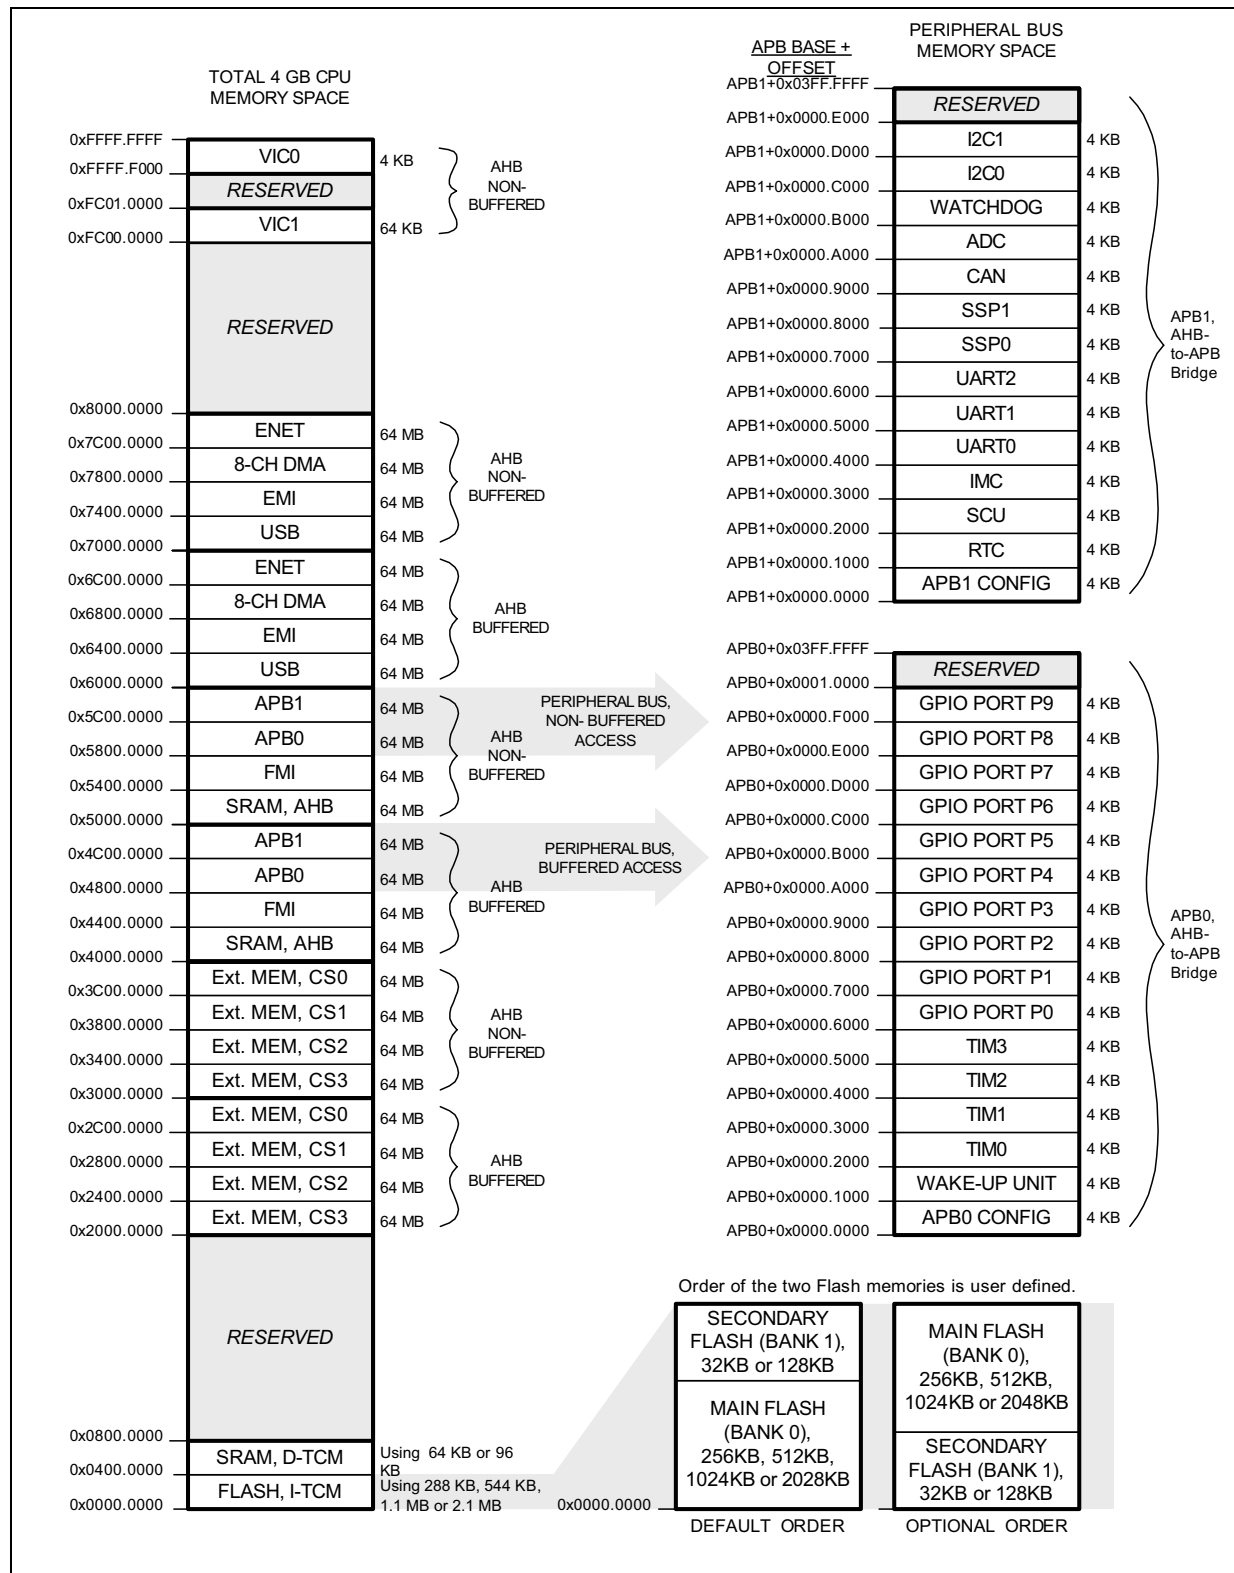 TOTAL 4 GB CPU
MEMORY SPACE
0xFFFF.FFFF
VIC0
4 KB
0xFFFF.F000
RESERVED
0xFC01.0000
VIC1
64 KB
0xFC00.0000
AHB
NON-
BUFFERED
RESERVED
0x8000.0000
ENET
64 MB
0x7C00.0000
8-CH DMA
64 MB
0x7800.0000
EMI
64 MB
0x7400.0000
USB
64 MB
0x7000.0000
AHB
NON-
BUFFERED
ENET
64 MB
0x6C00.0000
8-CH DMA
64 MB
0x6800.0000
EMI
64 MB
0x6400.0000
USB
64 MB
0x6000.0000
AHB
BUFFERED
APB1
64 MB
0x5C00.0000
APB0
64 MB
0x5800.0000
FMI
64 MB
0x5400.0000
SRAM, AHB
64 MB
0x5000.0000
AHB
NON-
BUFFERED
PERIPHERAL BUS,
NON- BUFFERED
ACCESS
APB1
64 MB
0x4C00.0000
APB0
64 MB
0x4800.0000
FMI
64 MB
0x4400.0000
SRAM, AHB
64 MB
0x4000.0000
AHB
BUFFERED
PERIPHERAL BUS,
BUFFERED ACCESS
Ext. MEM, CS0
64 MB
0x3C00.0000
Ext. MEM, CS1
64 MB
0x3800.0000
Ext. MEM, CS2
64 MB
0x3400.0000
Ext. MEM, CS3
64 MB
0x3000.0000
AHB
NON-
BUFFERED
Ext. MEM, CS0
64 MB
0x2C00.0000
Ext. MEM, CS1
64 MB
0x2800.0000
Ext. MEM, CS2
64 MB
0x2400.0000
Ext. MEM, CS3
64 MB
0x2000.0000
AHB
BUFFERED
RESERVED
0x0800.0000
SRAM, D-TCM
Using 64 KB or 96
KB
0x0400.0000
FLASH, I-TCM
Using 288 KB, 544 KB,
1.1 MB or 2.1 MB
0x0000.0000
APB BASE +
OFFSET
PERIPHERAL BUS
MEMORY SPACE
APB1+0x03FF.FFFF
RESERVED
APB1+0x0000.E000
I2C1
4 KB
APB1+0x0000.D000
I2C0
4 KB
APB1+0x0000.C000
WATCHDOG
4 KB
APB1+0x0000.B000
ADC
4 KB
APB1+0x0000.A000
CAN
4 KB
APB1+0x0000.9000
SSP1
4 KB
APB1+0x0000.8000
SSP0
4 KB
APB1+0x0000.7000
UART2
4 KB
APB1+0x0000.6000
UART1
4 KB
APB1+0x0000.5000
UART0
4 KB
APB1+0x0000.4000
IMC
4 KB
APB1+0x0000.3000
SCU
4 KB
APB1+0x0000.2000
RTC
4 KB
APB1+0x0000.1000
APB1 CONFIG
4 KB
APB1+0x0000.0000
APB1,
AHB-
to-APB
Bridge
APB0+0x03FF.FFFF
RESERVED
APB0+0x0001.0000
GPIO PORT P9
4 KB
APB0+0x0000.F000
GPIO PORT P8
4 KB
APB0+0x0000.E000
GPIO PORT P7
4 KB
APB0+0x0000.D000
GPIO PORT P6
4 KB
APB0+0x0000.C000
GPIO PORT P5
4 KB
APB0+0x0000.B000
GPIO PORT P4
4 KB
APB0+0x0000.A000
GPIO PORT P3
4 KB
APB0+0x0000.9000
GPIO PORT P2
4 KB
APB0+0x0000.8000
GPIO PORT P1
4 KB
APB0+0x0000.7000
GPIO PORT P0
4 KB
APB0+0x0000.6000
TIM3
4 KB
APB0+0x0000.5000
TIM2
4 KB
APB0+0x0000.4000
TIM1
4 KB
APB0+0x0000.3000
TIM0
4 KB
APB0+0x0000.2000
WAKE-UP UNIT
4 KB
APB0+0x0000.1000
APB0 CONFIG
4 KB
APB0+0x0000.0000
APB0,
AHB-
to-APB
Bridge
Order of the two Flash memories is user defined.
SECONDARY
FLASH (BANK 1),
32KB or 128KB
MAIN FLASH
(BANK 0),
256KB, 512KB,
1024KB or 2028KB
0x0000.0000
DEFAULT ORDER
MAIN FLASH
(BANK 0),
256KB, 512KB,
1024KB or 2048KB
SECONDARY
FLASH (BANK 1),
32KB or 128KB
OPTIONAL ORDER